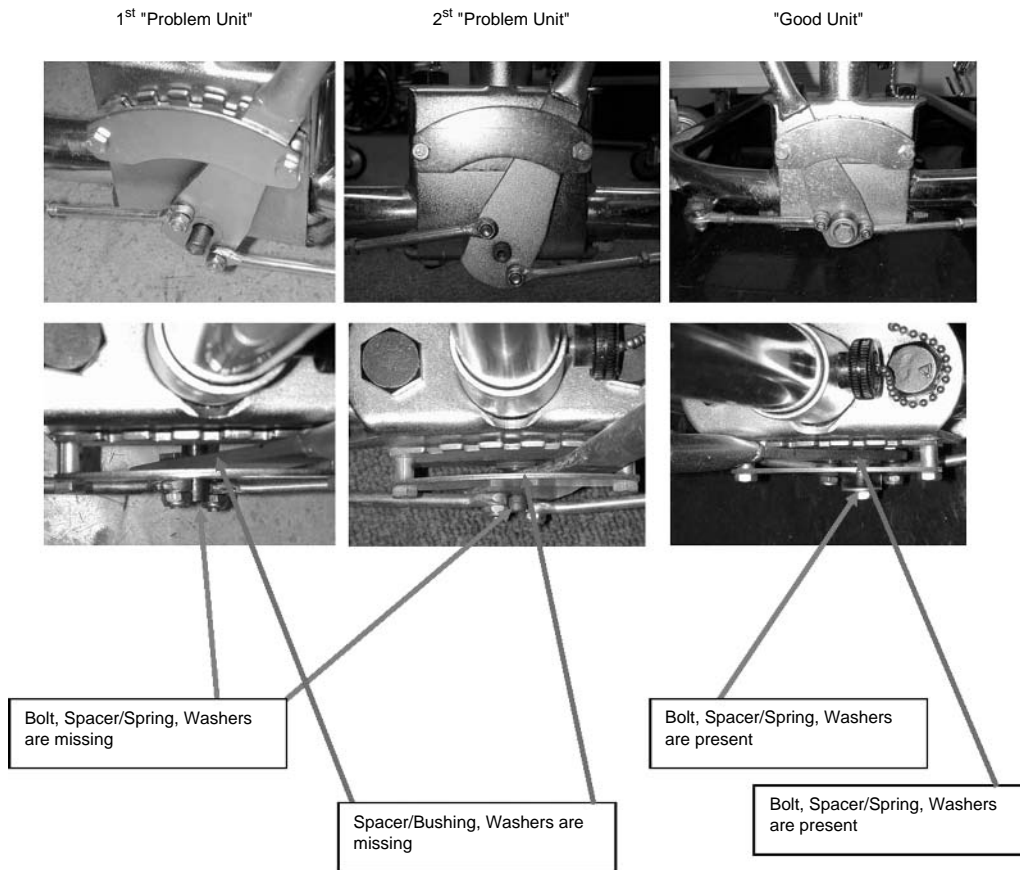 1st "Problem Unit"
2st "Problem Unit"
"Good Unit"
Bolt, Spacer/Spring, Washers
are missing
Bolt, Spacer/Spring, Washers
are present
Spacer/Bushing, Washers are
missing
Bolt, Spacer/Spring, Washers
are present